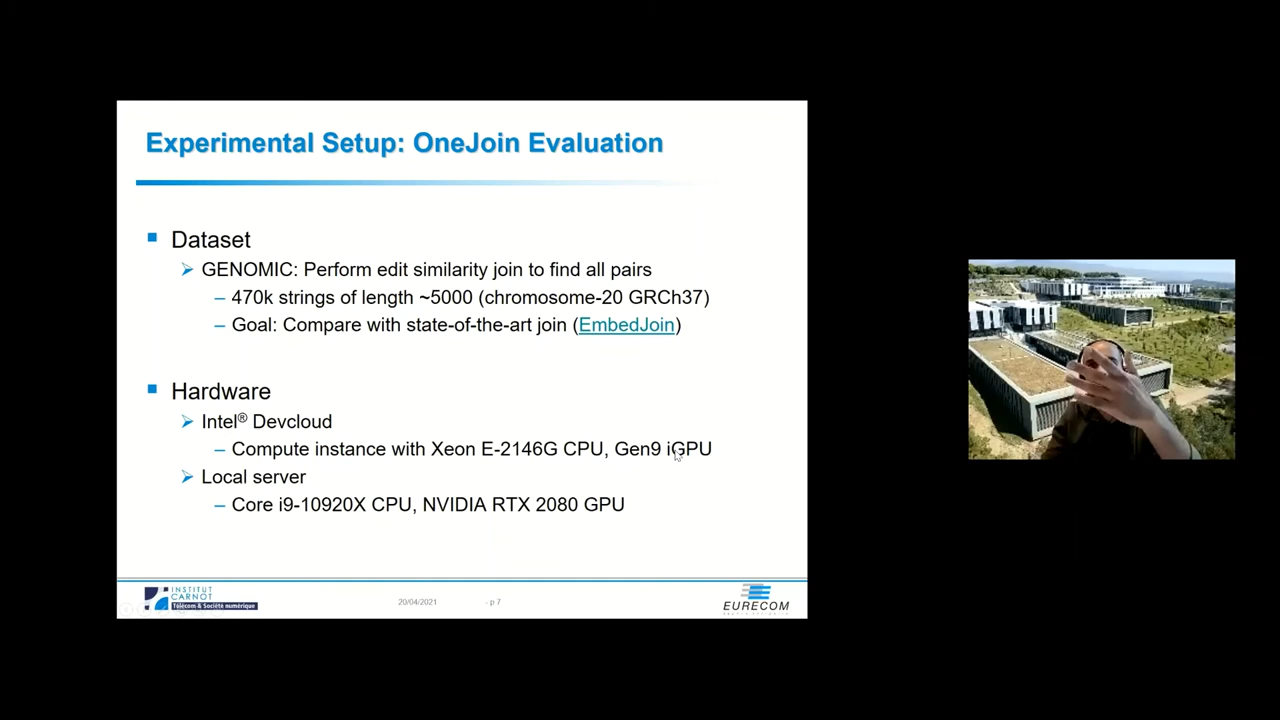 Experimental Setup: OneJoin Evaluation
Dataset
GENOMIC: Perform edit similarity join to find all pairs
– 470k strings of length ~5000 (chromosome-20 GRCh37)
– Goal: Compare with state-of-the-art join (EmbedJoin)
Hardware
Intel® Devcloud
– Compute instance with Xeon E-2146G CPU, Gen9 iGPU
Local server
– Core i9-10920X CPU, NVIDIA RTX 2080 GPU
INSTITUT
CARNOT
Télécom & Société numérique
20/04/2021
- p 7
EURECOM